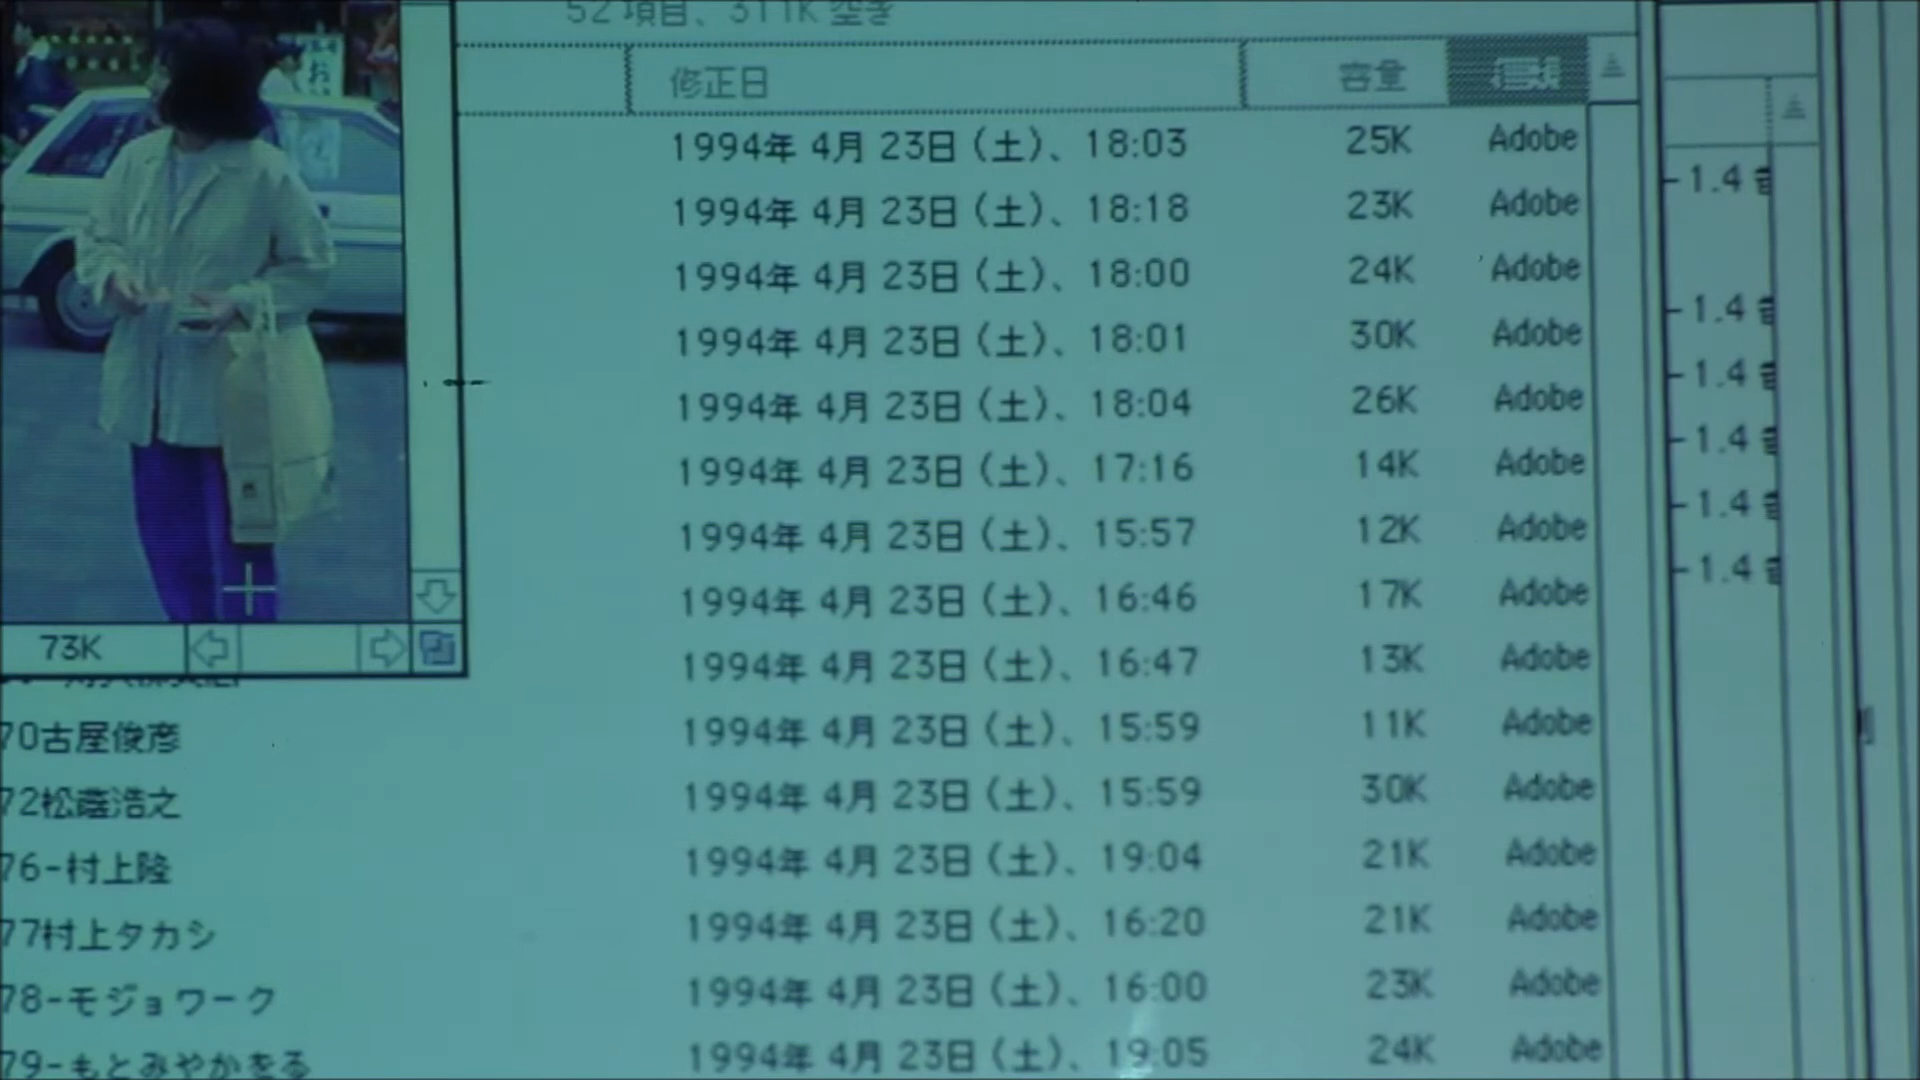 52 項目、311K 空き
修正日 容量
1994年 4月 23日（土）、18:03 25K Adobe
1994年 4月 23日（土）、18:18 23K Adobe
1994年 4月 23日（土）、18:00 24K Adobe
1994年 4月 23日（土）、18:01 30K Adobe
1994年 4月 23日（土）、18:04 26K Adobe
1994年 4月 23日（土）、17:16 14K Adobe
1994年 4月 23日（土）、15:57 12K Adobe
1994年 4月 23日（土）、16:46 17K Adobe
73K
1994年 4月 23日（土）、16:47 13K Adobe
70古屋俊彦 1994年 4月 23日（土）、15:59 11K Adobe
72松蔭浩之 1994年 4月 23日（土）、15:59 30K Adobe
76-村上隆 1994年 4月 23日（土）、19:04 21K Adobe
77村上タカシ 1994年 4月 23日（土）、16:20 21K Adobe
78-モジョワーク 1994年 4月 23日（土）、16:00 23K Adobe
79-もとみやかをる 1994年 4月 23日（土）、19:05 24K Adobe
1.4
1.4
1.4
1.4
1.4
1.4
お